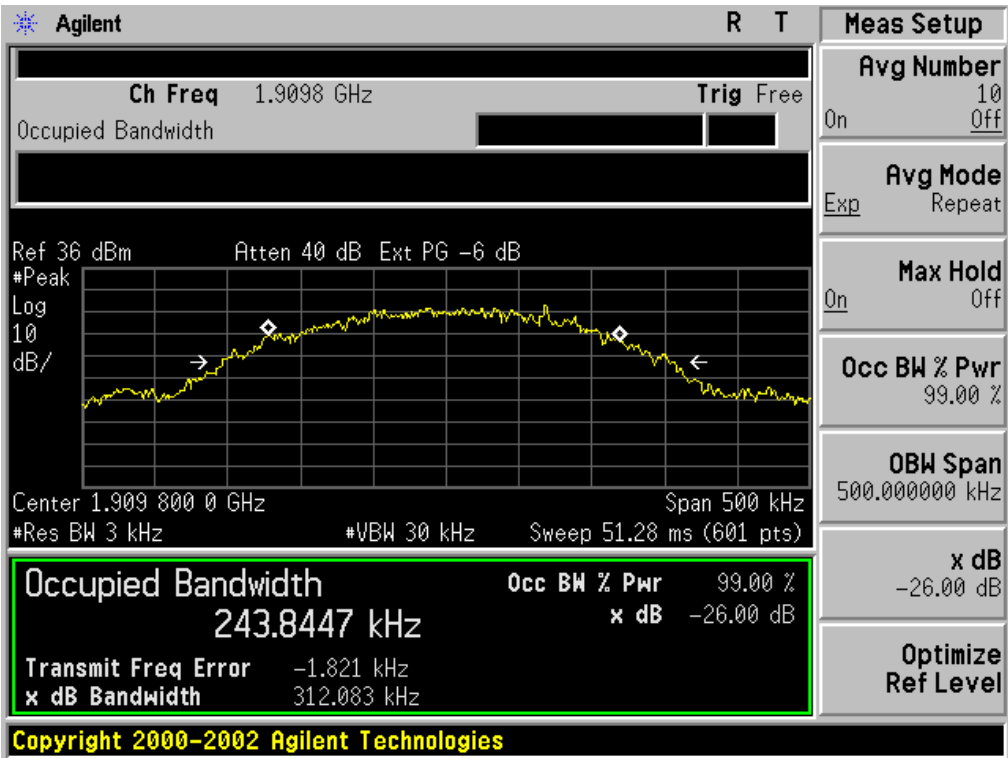 Agilent R T
Ch Freq 1.9098 GHz Trig Free
Occupied Bandwidth
Ref 36 dBm Atten 40 dB Ext PG -6 dB
#Peak
Log
10
dB/
Center 1.909 800 0 GHz Span 500 kHz
#Res BW 3 kHz #VBW 30 kHz Sweep 51.28 ms (601 pts)
Occupied Bandwidth Occ BW % Pwr 99.00 %
243.8447 kHz x dB -26.00 dB
Transmit Freq Error -1.821 kHz
x dB Bandwidth 312.083 kHz
Copyright 2000-2002 Agilent Technologies
Meas Setup
Avg Number
10
On Off
Avg Mode
Exp Repeat
Max Hold
On Off
Occ BW % Pwr
99.00 %
OBW Span
500.000000 kHz
x dB
-26.00 dB
Optimize
Ref Level